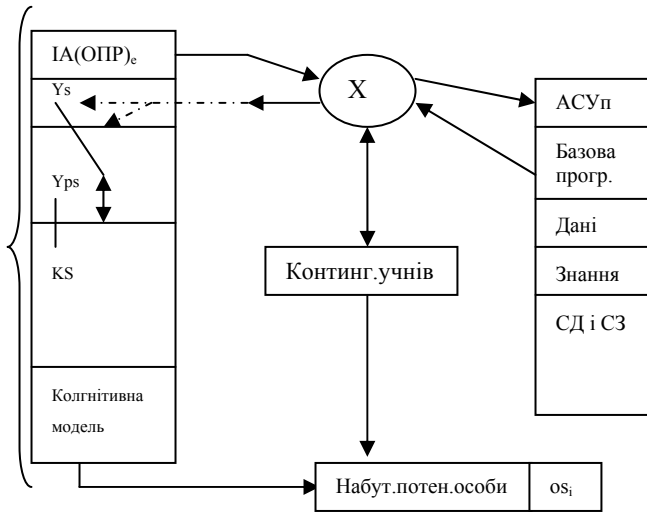 ІА(ОПР)е
Ys
Yps
KS
Колгнітивна
модель
X
Континг.учнів
АСУп
Базова
прогр.
Дані
Знання
СД і СЗ
Набут.потен.особи
osi